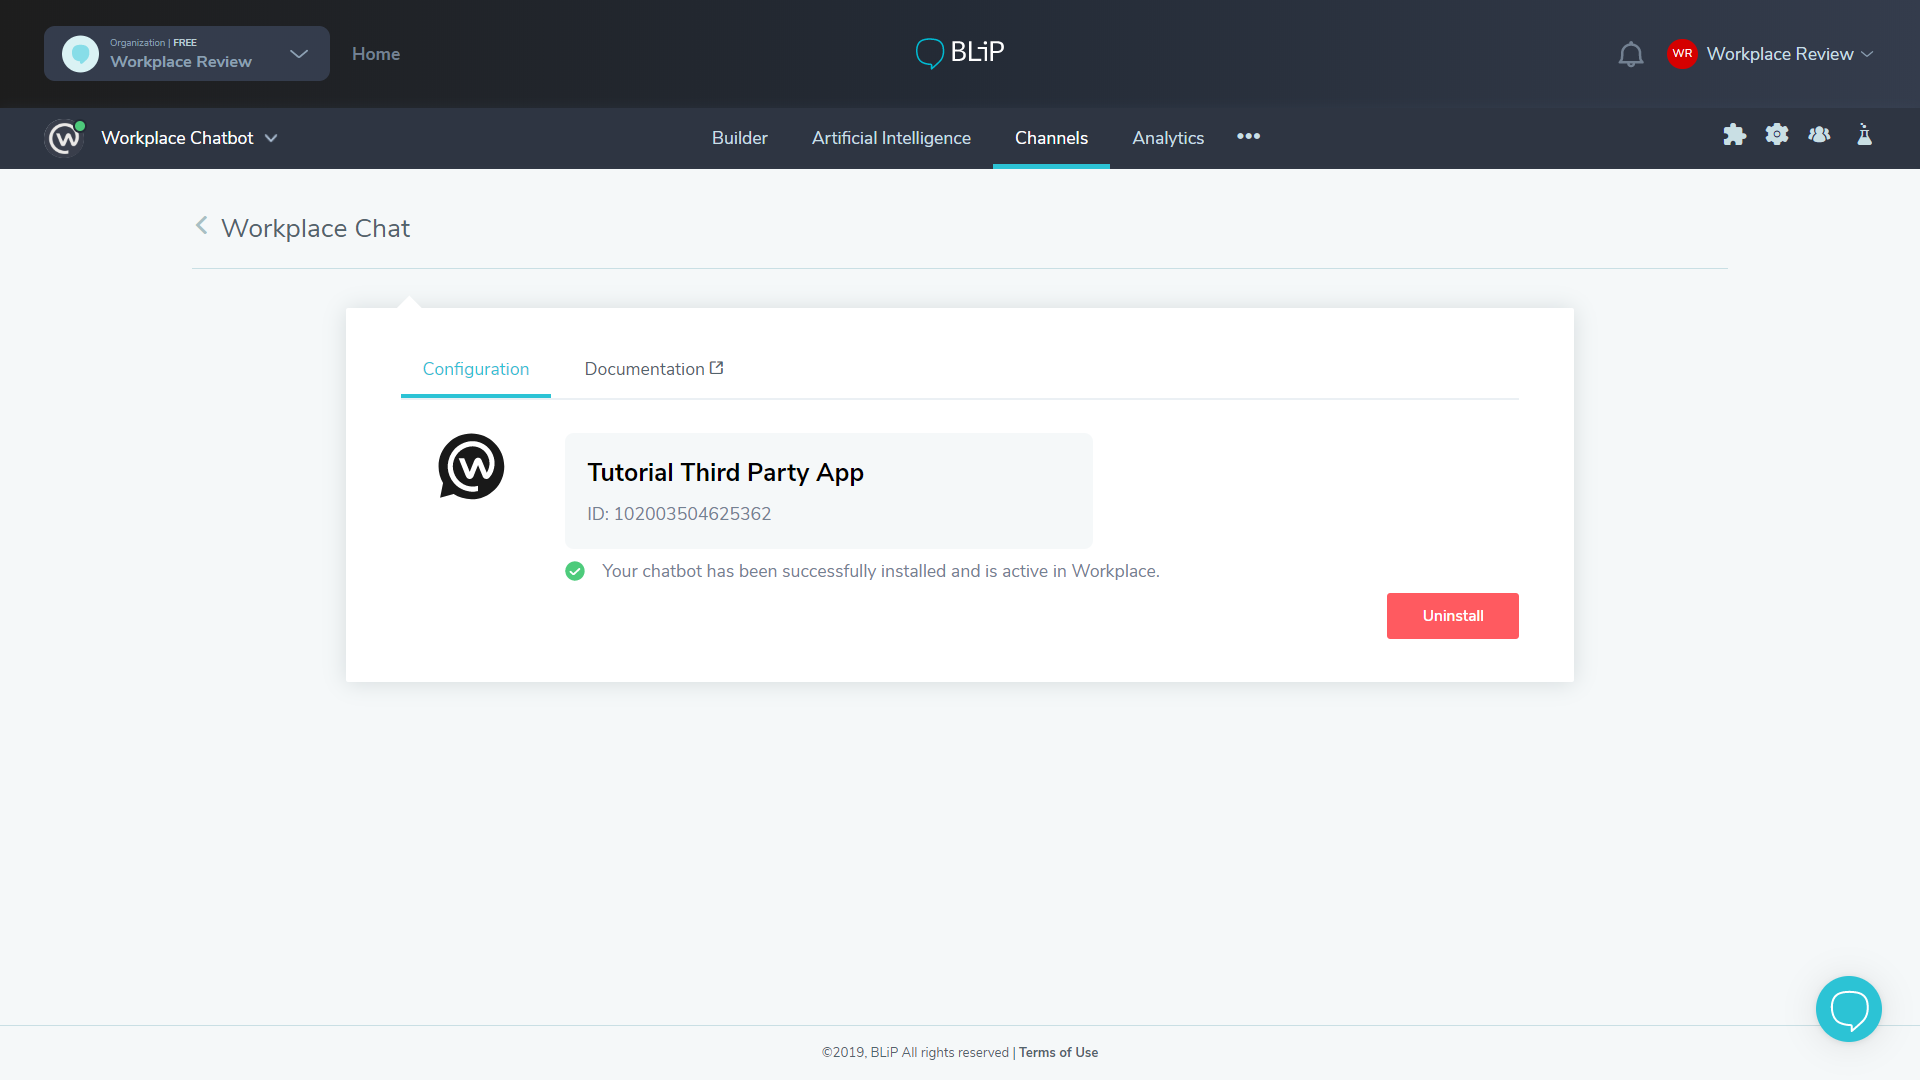 Organization | FREE
Workplace Review
Home
BLiP
WR
Workplace Review
Workplace Chatbot
Builder
Artificial Intelligence
Channels
Analytics
Workplace Chat
Configuration
Documentation
Tutorial Third Party App
ID: 102003504625362
Your chatbot has been successfully installed and is active in Workplace.
Uninstall
©2019, BLiP All rights reserved | Terms of Use